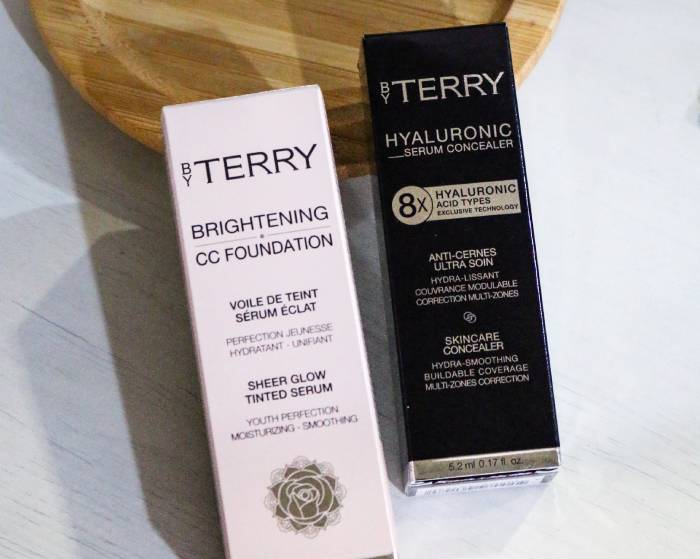 BY TERRY
BRIGHTENING
CC FOUNDATION
VOILE DE TEINT
SÉRUM ÉCLAT
PERFECTION JEUNESSE
HYDRATANT - UNIFIANT
SHEER GLOW
TINTED SERUM
YOUTH PERFECTION
MOISTURIZING - SMOOTHING
BY TERRY
HYALURONIC
SERUM CONCEALER
8X
HYALURONIC
ACID TYPES
EXCLUSIVE TECHNOLOGY
ANTI-CERNES
ULTRA SOIN
HYDRA-LISSANT
COUVRANCE MODULABLE
CORRECTION MULTI-ZONES
SKINCARE
CONCEALER
HYDRA-SMOOTHING
BUILDABLE COVERAGE
MULTI-ZONES CORRECTION
5.2 ml 0.17 fl. oz.